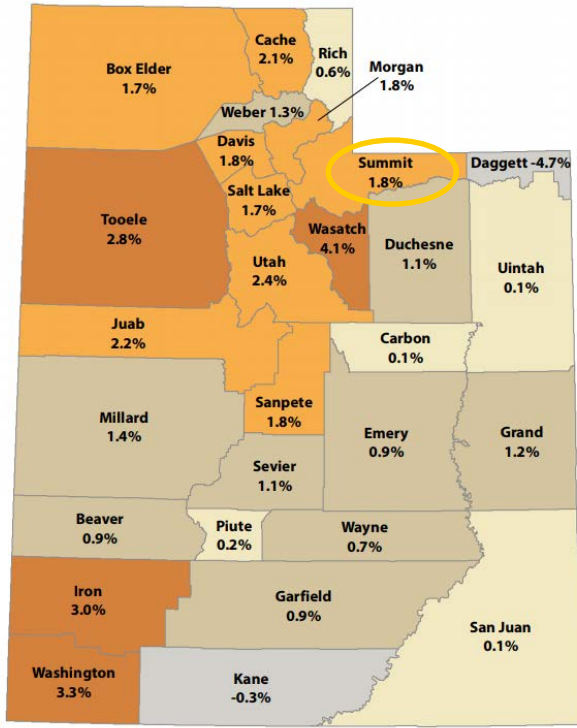 Cache
2.1%
Rich
0.6%
Morgan
1.8%
Box Elder
1.7%
Weber 1.3%
Davis
1.8%
Summit
1.8%
Daggett -4.7%
Salt Lake
1.7%
Tooele
2.8%
Wasatch
4.1%
Duchesne
1.1%
Uintah
0.1%
Utah
2.4%
Juab
2.2%
Carbon
0.1%
Sanpete
1.8%
Millard
1.4%
Emery
0.9%
Grand
1.2%
Sevier
1.1%
Beaver
0.9%
Piute
0.2%
Wayne
0.7%
Iron
3.0%
Garfield
0.9%
San Juan
0.1%
Washington
3.3%
Kane
-0.3%